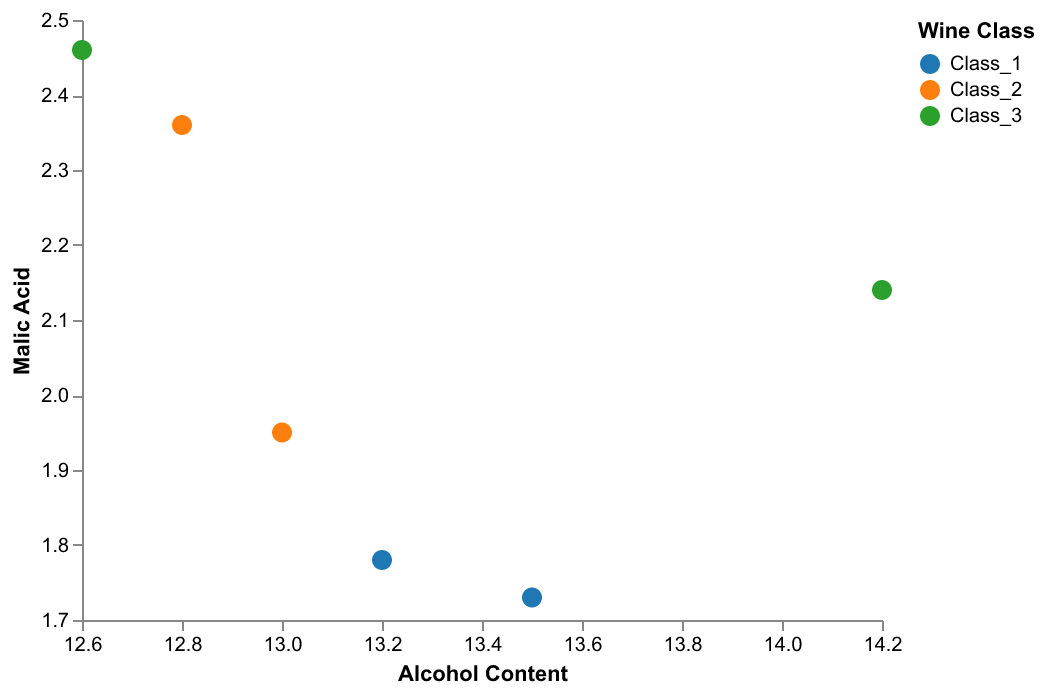 2.5
2.4
2.3
2.2
2.1
2.0
1.9
1.8
1.7
Malic Acid
12.6 12.8 13.0 13.2 13.4 13.6 13.8 14.0 14.2
Alcohol Content
Wine Class
Class_1
Class_2
Class_3